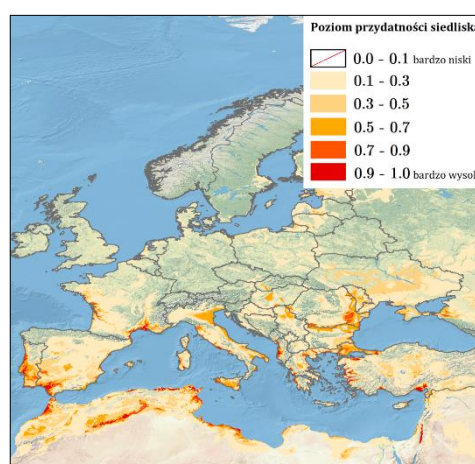 Poziom przydatności siedliska
0.0 - 0.1 bardzo niski
0.1 - 0.3
0.3 - 0.5
0.5 - 0.7
0.7 - 0.9
0.9 - 1.0 bardzo wysok